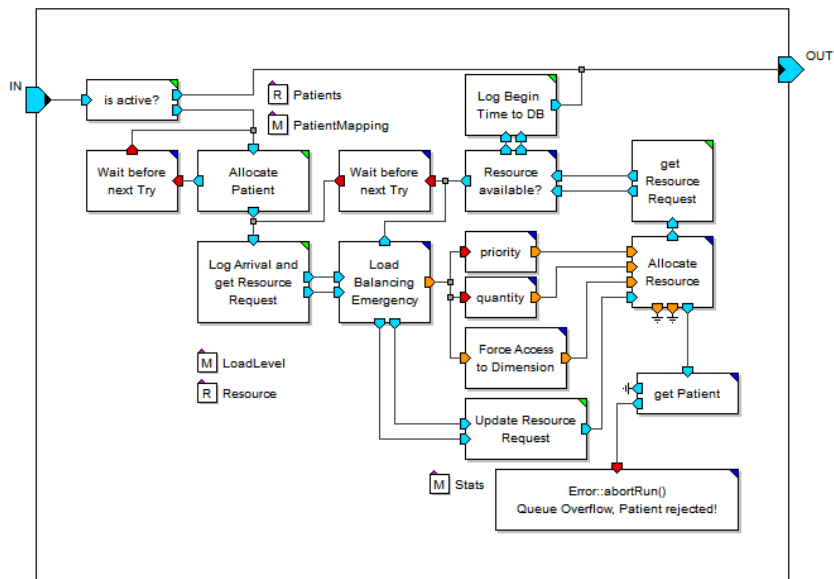 IN
OUT
is active?
R Patients
M PatientMapping
Log Begin
Time to DB
Wait before
next Try
Allocate
Patient
Wait before
next Try
Resource
available?
get
Resource
Request
Log Arrival and
get Resource
Request
Load
Balancing
Emergency
priority
quantity
Allocate
Resource
Force Access
to Dimension
M LoadLevel
R Resource
get Patient
Update Resource
Request
M Stats
Error::abortRun()
Queue Overflow, Patient rejected!